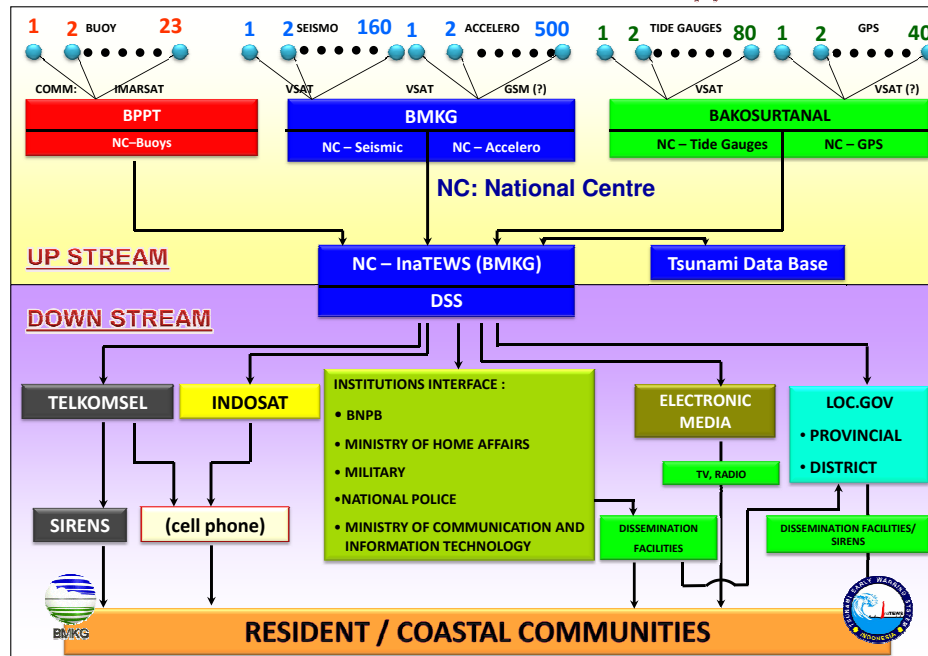 1 2 BUOY 23
1 2 SEISMO 160 1 2 ACCELERO 500
1 2 TIDE GAUGES 80 1 2 GPS 40
COMM: IMARSAT VSAT VSAT GSM (?) VSAT VSAT (?)
BPPT
NC–Buoys
BMKG
NC – Seismic NC – Accelero
BAKOSURTANAL
NC – Tide Gauges NC – GPS
NC: National Centre
UP STREAM
NC – InaTEWS (BMKG)
DSS
Tsunami Data Base
DOWN STREAM
TELKOMSEL
INDOSAT
INSTITUTIONS INTERFACE :
• BNPB
• MINISTRY OF HOME AFFAIRS
• MILITARY
•NATIONAL POLICE
• MINISTRY OF COMMUNICATION AND
INFORMATION TECHNOLOGY
ELECTRONIC
MEDIA
TV, RADIO
LOC.GOV
• PROVINCIAL
• DISTRICT
SIRENS
(cell phone)
DISSEMINATION
FACILITIES
DISSEMINATION FACILITIES/
SIRENS
BMKG
RESIDENT / COASTAL COMMUNITIES
TSUNAMI EARLY WARNING SYSTEM
InaTEWS
INDONESIA